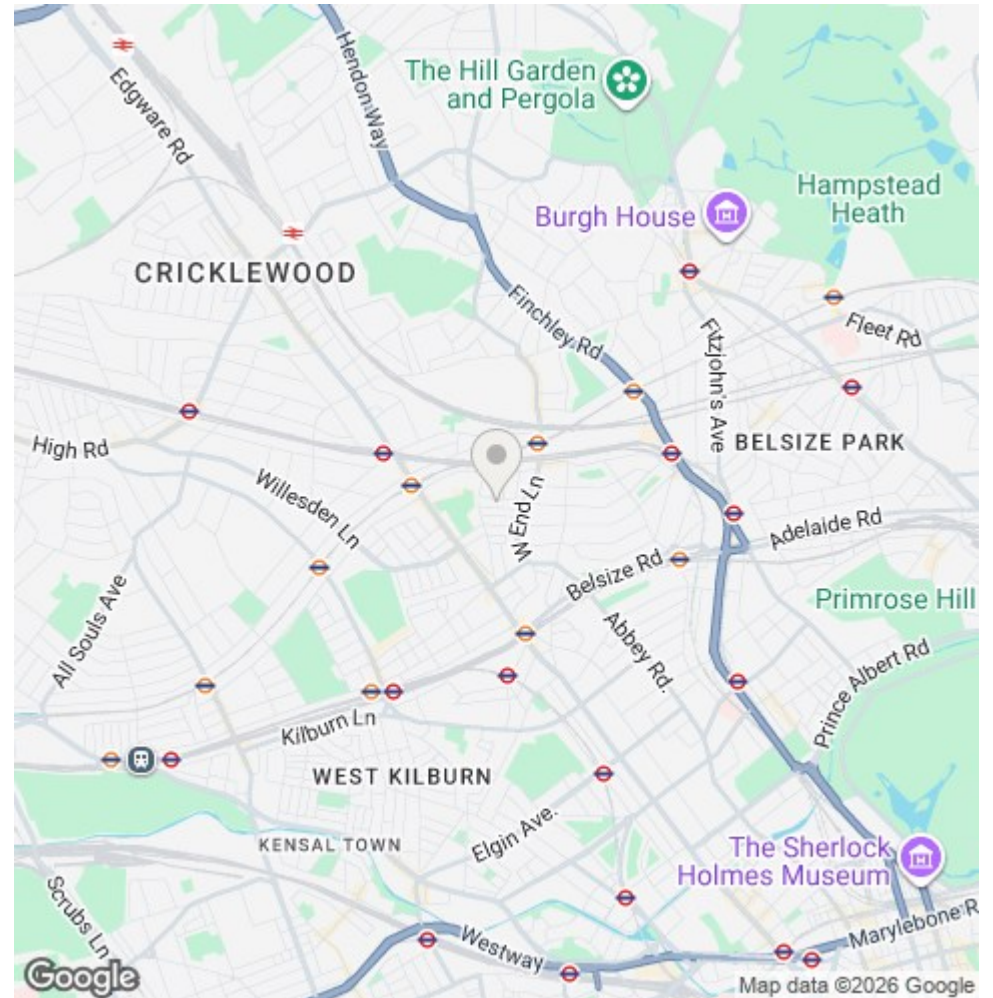 Hendon Way
The Hill Garden
and Pergola
Edgware Rd
Hampstead
Heath
Burgh House
CRICKLEWOOD
Finchley Rd
Fitzjohn's Ave
Fleet Rd
High Rd
BELSIZE PARK
Willesden Ln
W End Ln
Adelaide Rd
Belsize Rd
Primrose Hill
All Souls Ave
Abbey Rd.
Prince Albert Rd
Kilburn Ln
WEST KILBURN
Elgin Ave.
KENSAL TOWN
The Sherlock
Holmes Museum
Scrubs Ln
Westway
Marylebone R
Google
Map data ©2026 Google